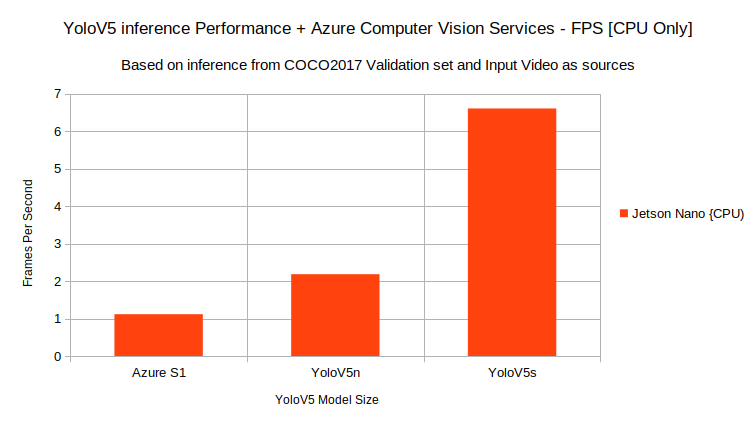 YoloV5 inference Performance + Azure Computer Vision Services - FPS [CPU Only]
Based on inference from COCO2017 Validation set and Input Video as sources
Frames Per Second
7
6
5
4
3
2
1
0
Azure S1
YoloV5n
YoloV5s
YoloV5 Model Size
Jetson Nano {CPU)